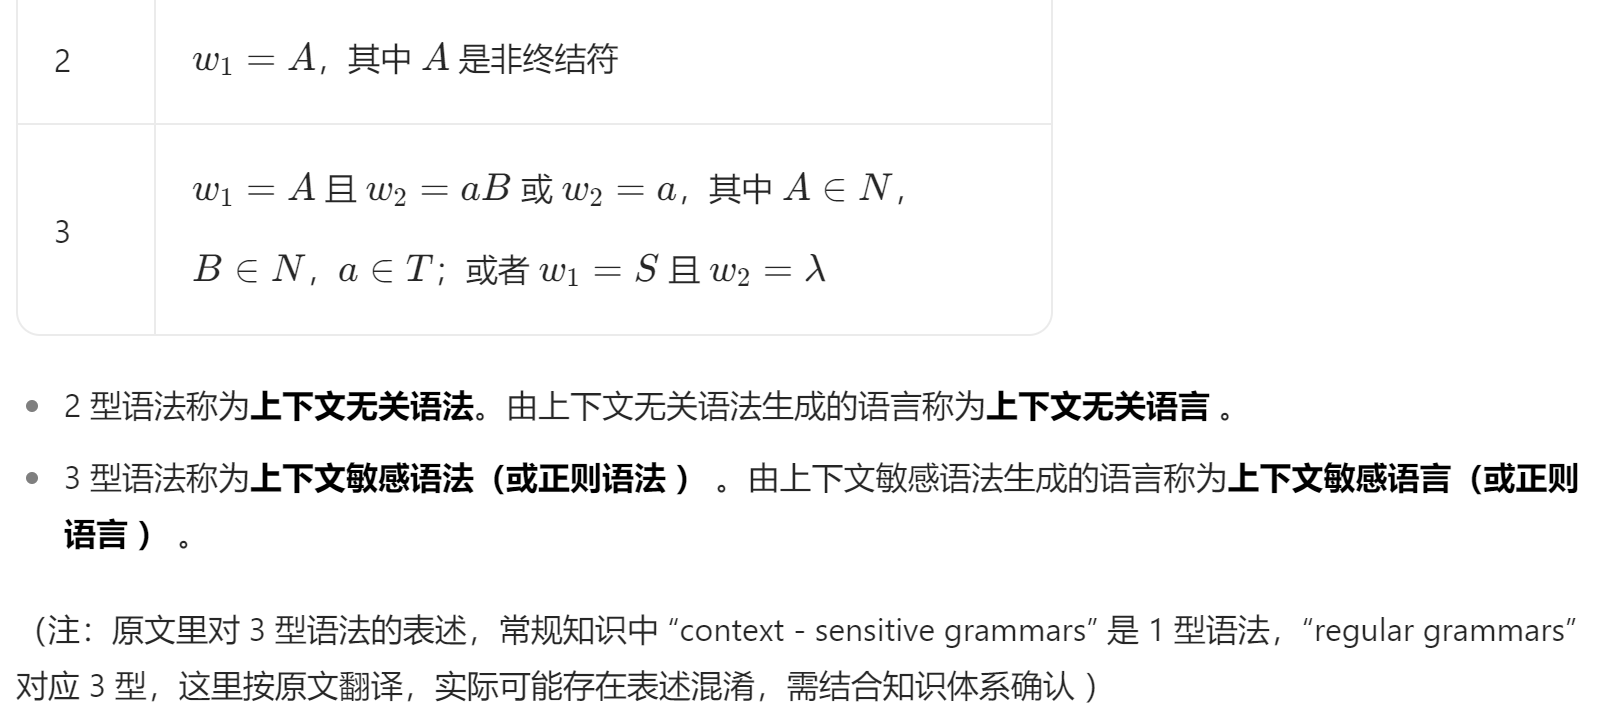 2
w₁ = A，其中 A 是非终结符
3
w₁ = A 且 w₂ = aB 或 w₂ = a，其中 A ∈ N，
B ∈ N，a ∈ T；或者 w₁ = S 且 w₂ = λ
2 型语法称为上下文无关语法。由上下文无关语法生成的语言称为上下文无关语言 。
3 型语法称为上下文敏感语法（或正则语法 ） 。由上下文敏感语法生成的语言称为上下文敏感语言（或正则
语言 ） 。
（注：原文里对 3 型语法的表述，常规知识中 “context - sensitive grammars” 是 1 型语法，“regular grammars”
对应 3 型，这里按原文翻译，实际可能存在表述混淆，需结合知识体系确认 ）